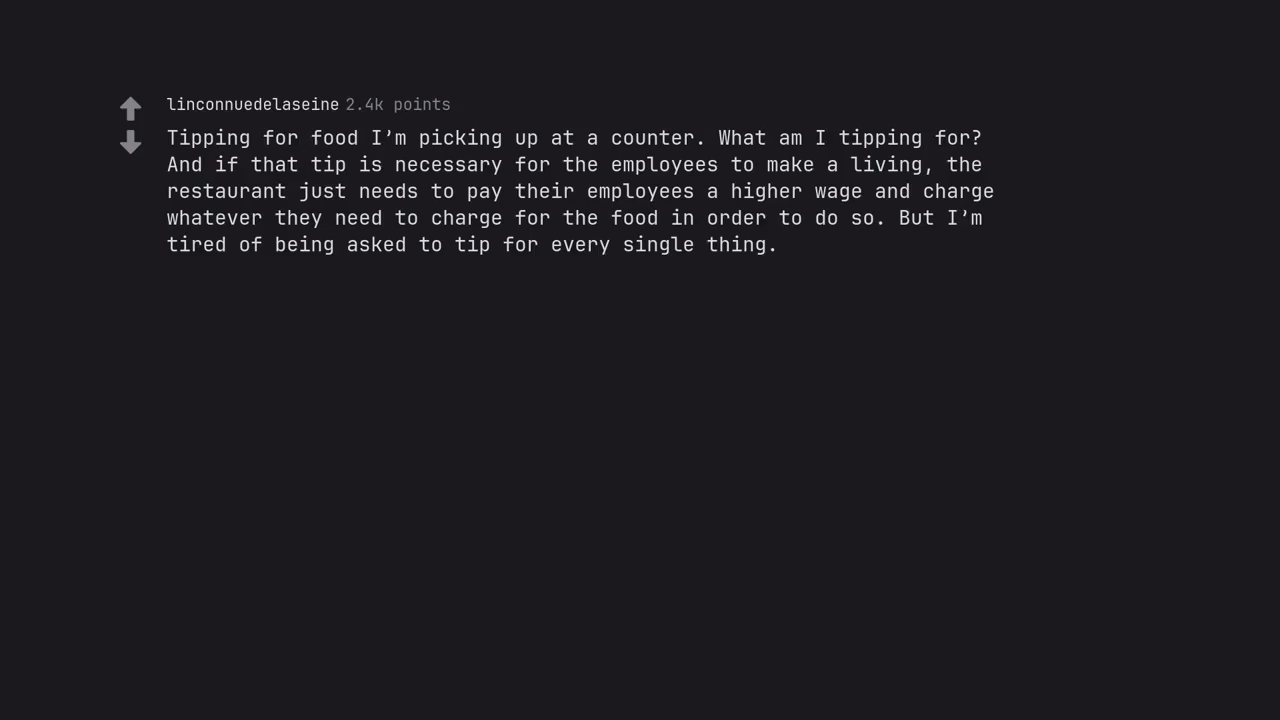 linconnuedelaseine 2.4k points
Tipping for food I’m picking up at a counter. What am I tipping for?
And if that tip is necessary for the employees to make a living, the
restaurant just needs to pay their employees a higher wage and charge
whatever they need to charge for the food in order to do so. But I’m
tired of being asked to tip for every single thing.